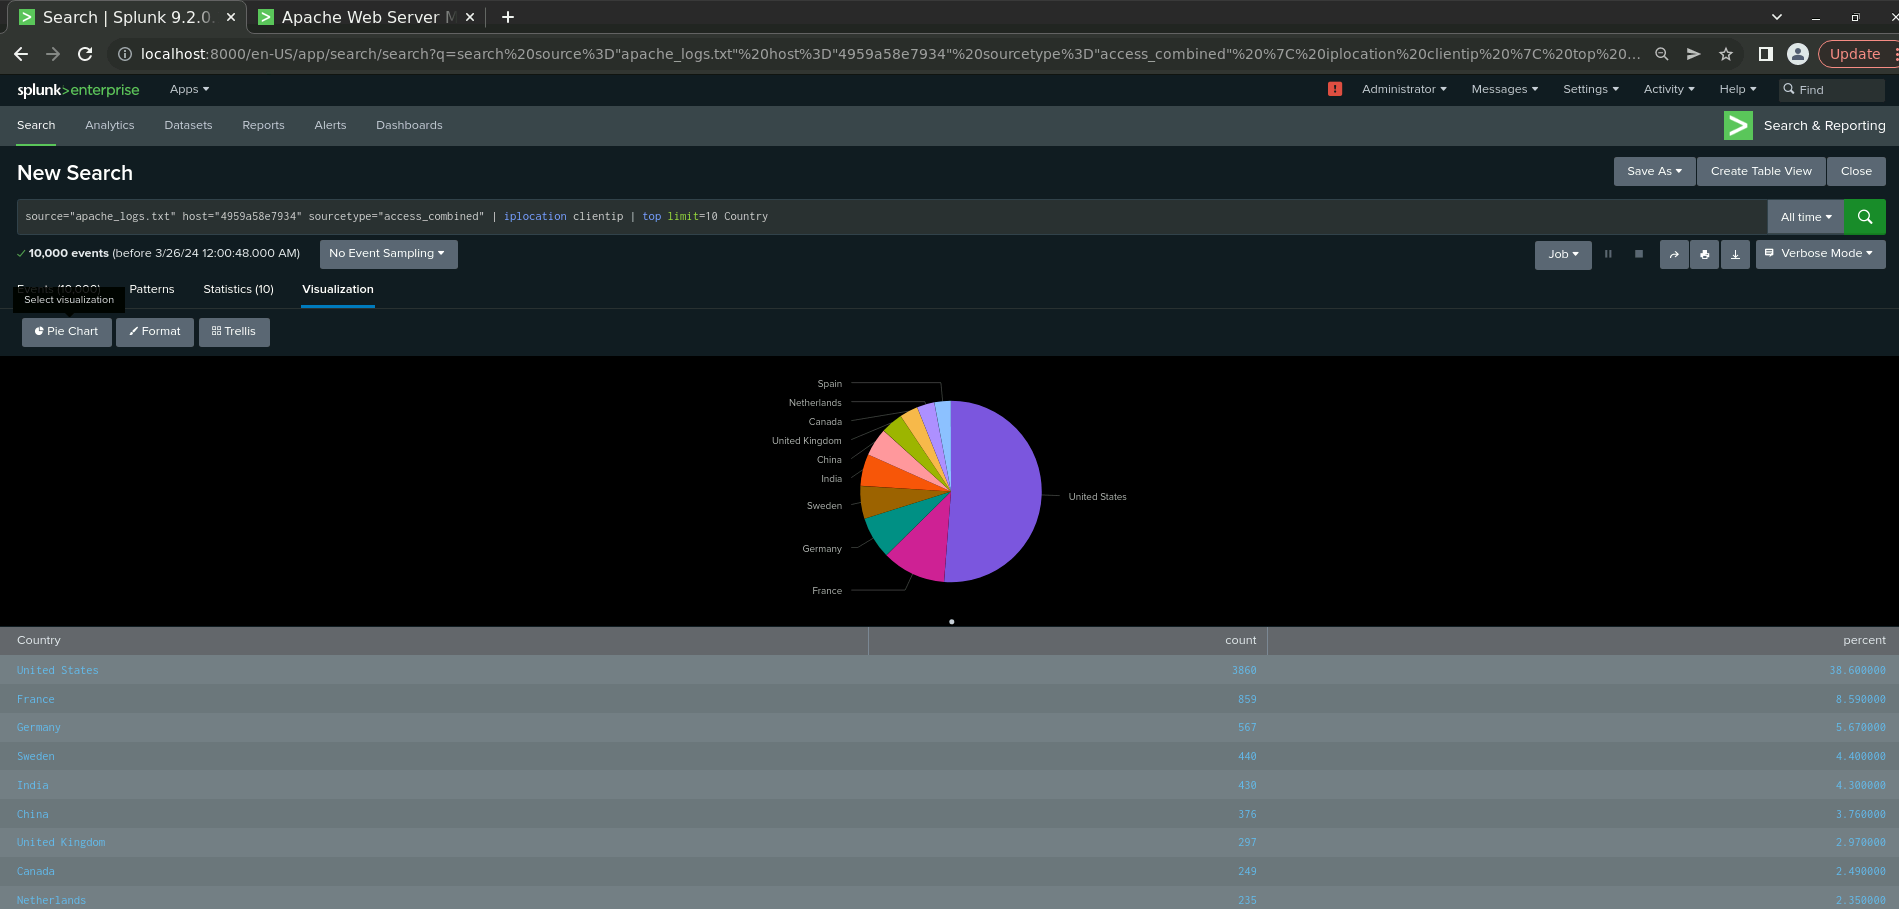 Search | Splunk 9.2.0.
Apache Web Server M
localhost:8000/en-US/app/search/search?q=search%20source%3D"apache_logs.txt"%20host%3D"4959a58e7934"%20sourcetype%3D"access_combined"%20%7C%20iplocation%20clientip%20%7C%20top%20...
Update
splunk>enterprise
Apps
Administrator
Messages
Settings
Activity
Help
Find
Search
Analytics
Datasets
Reports
Alerts
Dashboards
Search & Reporting
New Search
Save As
Create Table View
Close
source="apache_logs.txt" host="4959a58e7934" sourcetype="access_combined" | iplocation clientip | top limit=10 Country
All time
10,000 events (before 3/26/24 12:00:48.000 AM)
No Event Sampling
Job
Verbose Mode
Events (10,000)
Patterns
Statistics (10)
Visualization
Select visualization
Pie Chart
Format
Trellis
Spain
Netherlands
Canada
United Kingdom
China
India
Sweden
Germany
France
United States
Country count percent
United States 3860 38.600000
France 859 8.590000
Germany 567 5.670000
Sweden 440 4.400000
India 430 4.300000
China 376 3.760000
United Kingdom 297 2.970000
Canada 249 2.490000
Netherlands 235 2.350000